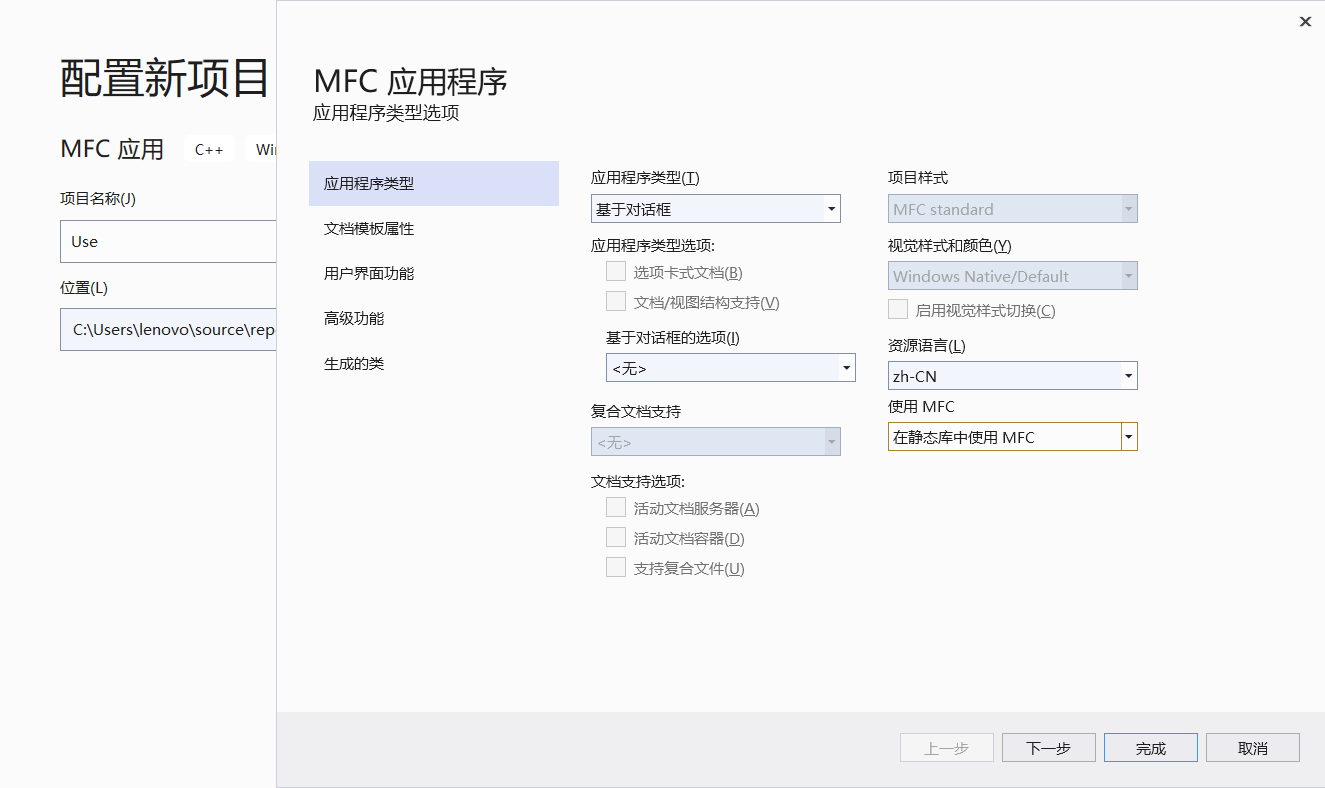 配置新项目
MFC 应用
C++
项目名称(J)
Use
位置(L)
C:\Users\lenovo\source\rep
MFC 应用程序
应用程序类型选项
应用程序类型
文档模板属性
用户界面功能
高级功能
生成的类
应用程序类型(T)
基于对话框
应用程序类型选项:
选项卡式文档(B)
文档/视图结构支持(V)
基于对话框的选项(I)
<无>
复合文档支持
<无>
文档支持选项:
活动文档服务器(A)
活动文档容器(D)
支持复合文件(U)
项目样式
MFC standard
视觉样式和颜色(Y)
Windows Native/Default
启用视觉样式切换(C)
资源语言(L)
zh-CN
使用 MFC
在静态库中使用 MFC
上一步
下一步
完成
取消